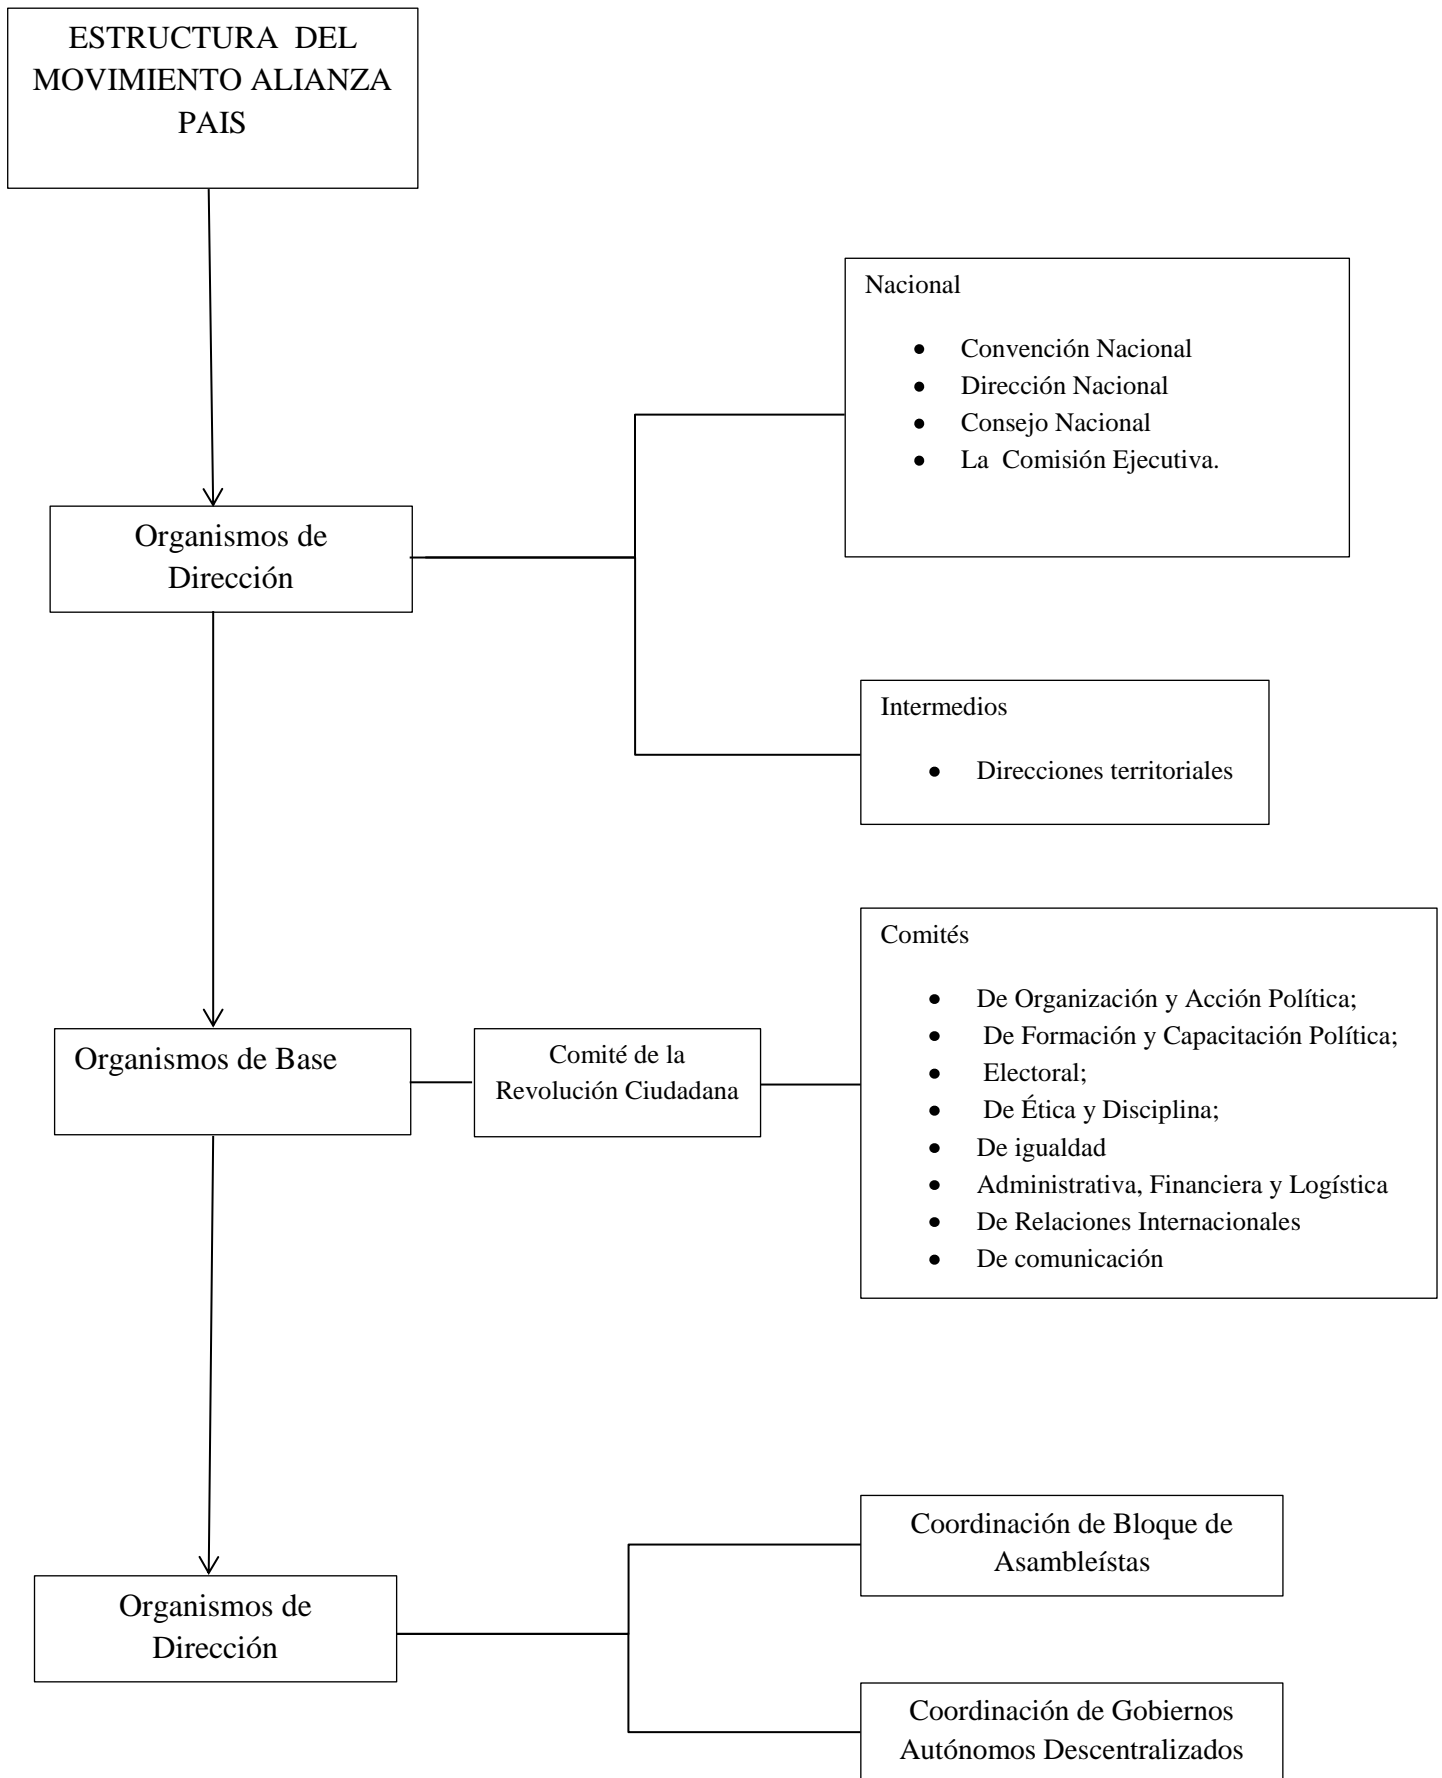 ESTRUCTURA DEL
MOVIMIENTO ALIANZA
PAIS
Nacional
• Convención Nacional
• Dirección Nacional
• Consejo Nacional
• La Comisión Ejecutiva.
Organismos de
Dirección
Intermedios
• Direcciones territoriales
Comités
• De Organización y Acción Política;
• De Formación y Capacitación Política;
• Electoral;
• De Ética y Disciplina;
• De igualdad
• Administrativa, Financiera y Logística
• De Relaciones Internacionales
• De comunicación
Organismos de Base
Comité de la
Revolución Ciudadana
Coordinación de Bloque de
Asambleístas
Organismos de
Dirección
Coordinación de Gobiernos
Autónomos Descentralizados